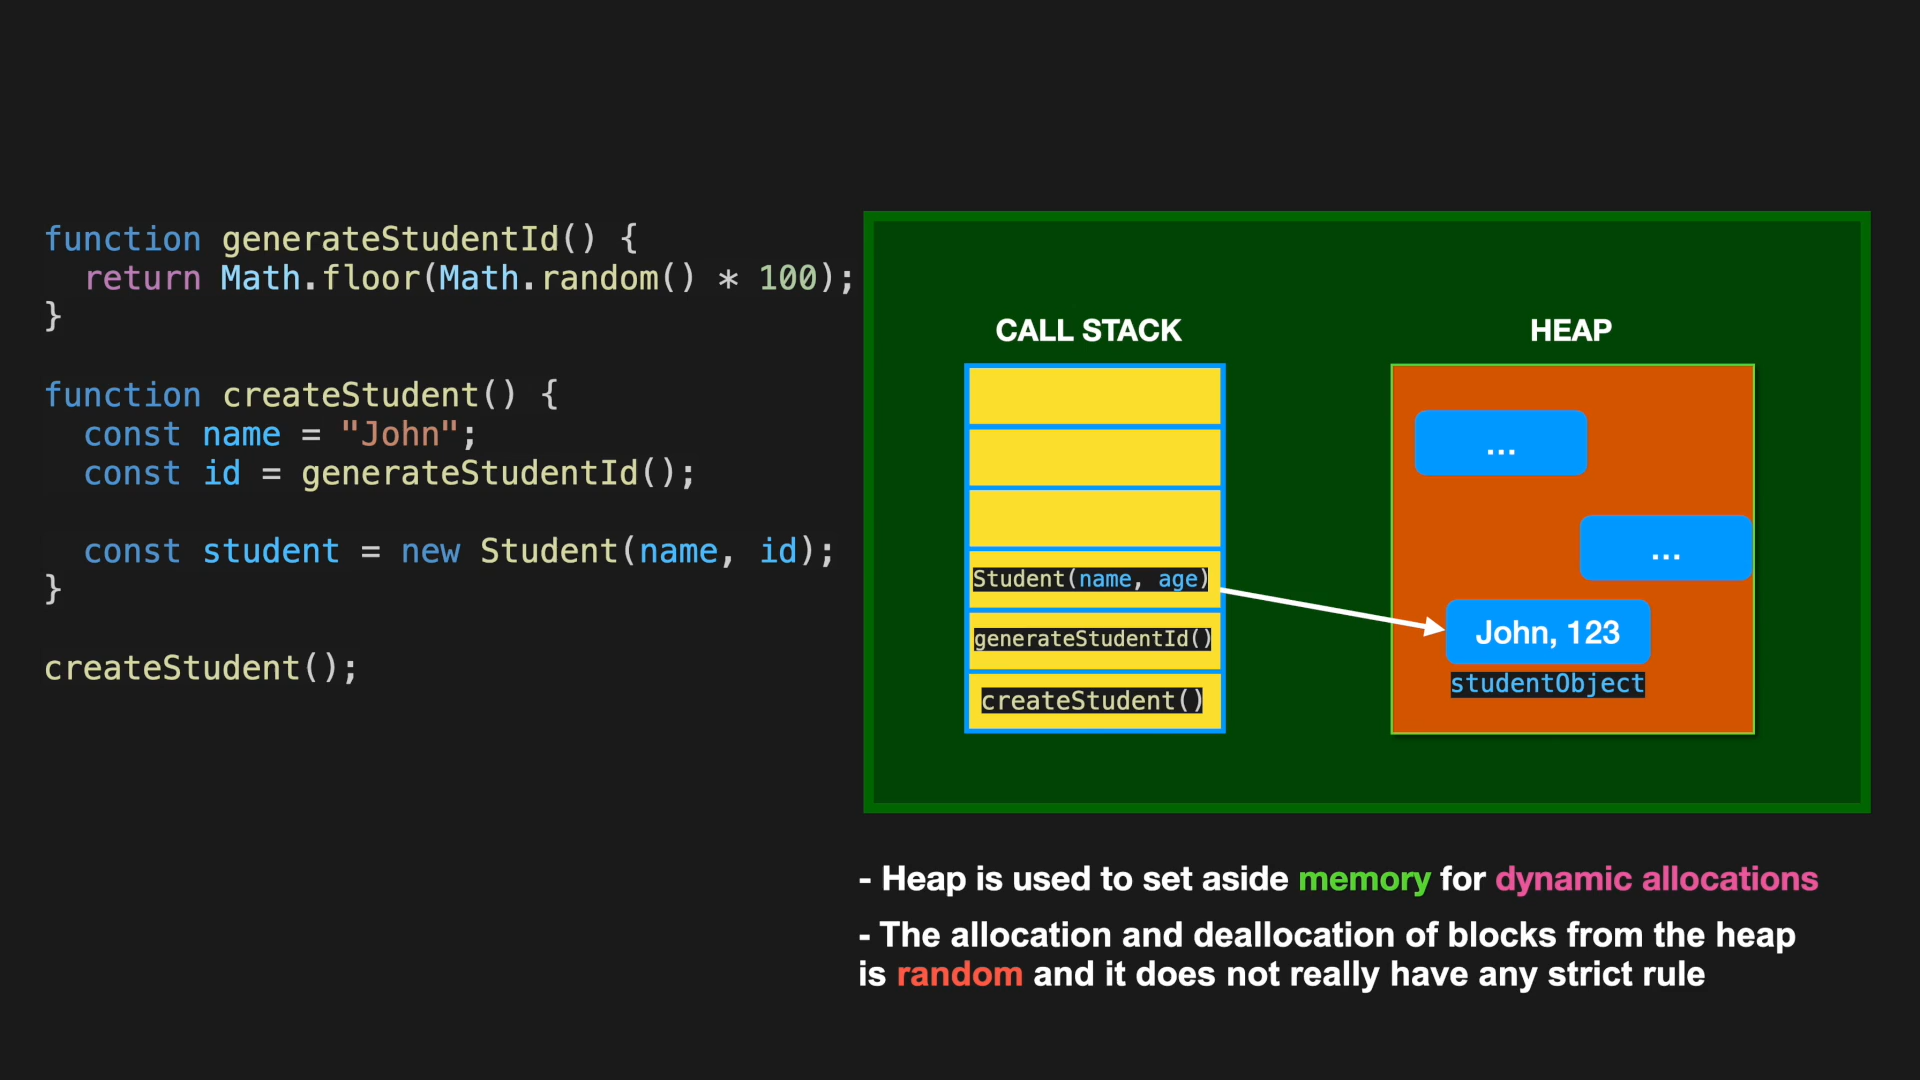 function generateStudentId() {
  return Math.floor(Math.random() * 100);
}
function createStudent() {
  const name = "John";
  const id = generateStudentId();
  const student = new Student(name, id);
}
createStudent();
CALL STACK
Student(name, age)
generateStudentId()
createStudent()
HEAP
...
...
John, 123
studentObject
- Heap is used to set aside memory for dynamic allocations
- The allocation and deallocation of blocks from the heap
is random and it does not really have any strict rule